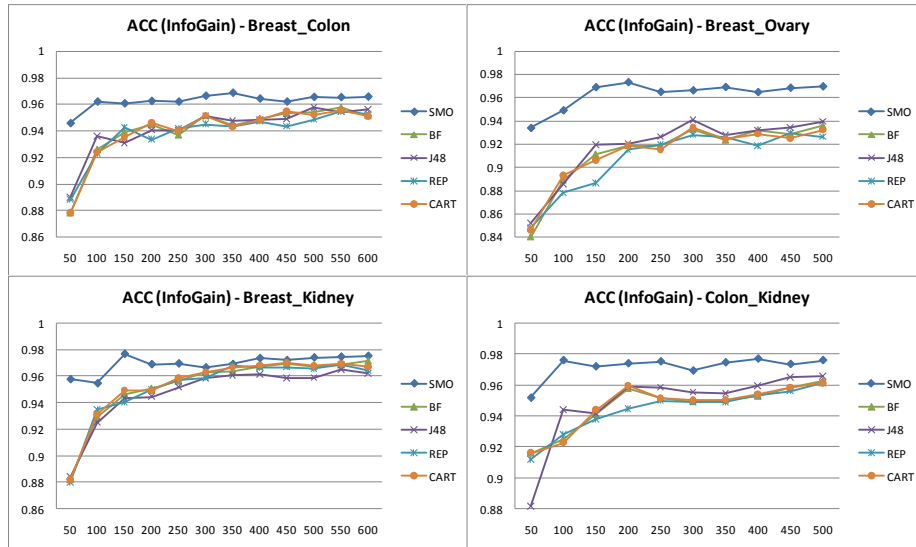 ACC (InfoGain) - Breast_Colon
1
0.98
0.96
0.94
0.92
0.9
0.88
0.86
50 100 150 200 250 300 350 400 450 500 550 600
SMO
BF
J48
REP
CART
ACC (InfoGain) - Breast_Ovary
1
0.98
0.96
0.94
0.92
0.9
0.88
0.86
0.84
50 100 150 200 250 300 350 400 450 500
SMO
BF
J48
REP
CART
ACC (InfoGain) - Breast_Kidney
1
0.98
0.96
0.94
0.92
0.9
0.88
0.86
50 100 150 200 250 300 350 400 450 500 550 600
SMO
BF
J48
REP
CART
ACC (InfoGain) - Colon_Kidney
1
0.98
0.96
0.94
0.92
0.9
0.88
50 100 150 200 250 300 350 400 450 500
SMO
BF
J48
REP
CART